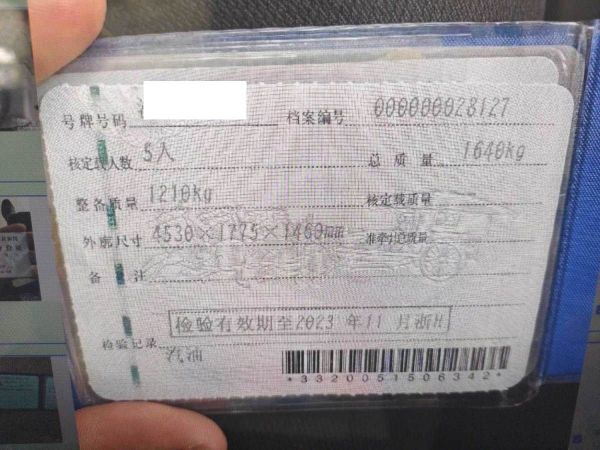 号牌号码 档案编号 000000028127
核定载人数 5人 总质量 1640kg
整备质量 1210kg 核定载质量
外廓尺寸 4530×1775×1460mm 准牵引总质量
备注
检验有效期至2023年11月浙H
检验记录
汽油
*3320051506342*